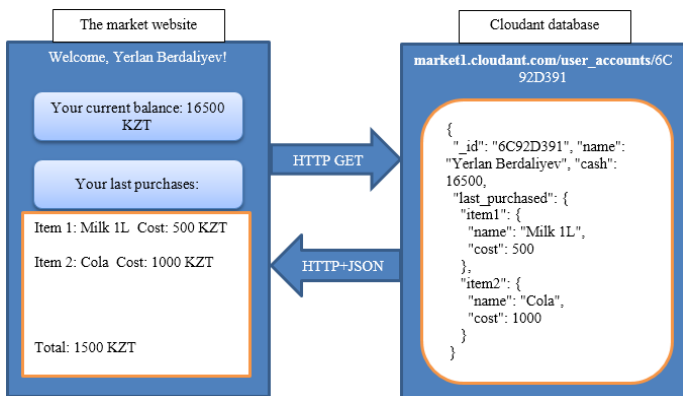 The market website
Welcome, Yerlan Berdaliyev!
Your current balance: 16500
KZT
Your last purchases:
Item 1: Milk 1L Cost: 500 KZT
Item 2: Cola Cost: 1000 KZT
Total: 1500 KZT
HTTP GET
HTTP+JSON
Cloudant database
market1.cloudant.com/user_accounts/6C
92D391
{
"_id": "6C92D391", "name":
"Yerlan Berdaliyev", "cash":
16500,
"last_purchased": {
"item1": {
"name": "Milk 1L",
"cost": 500
},
"item2": {
"name": "Cola",
"cost": 1000
}
}